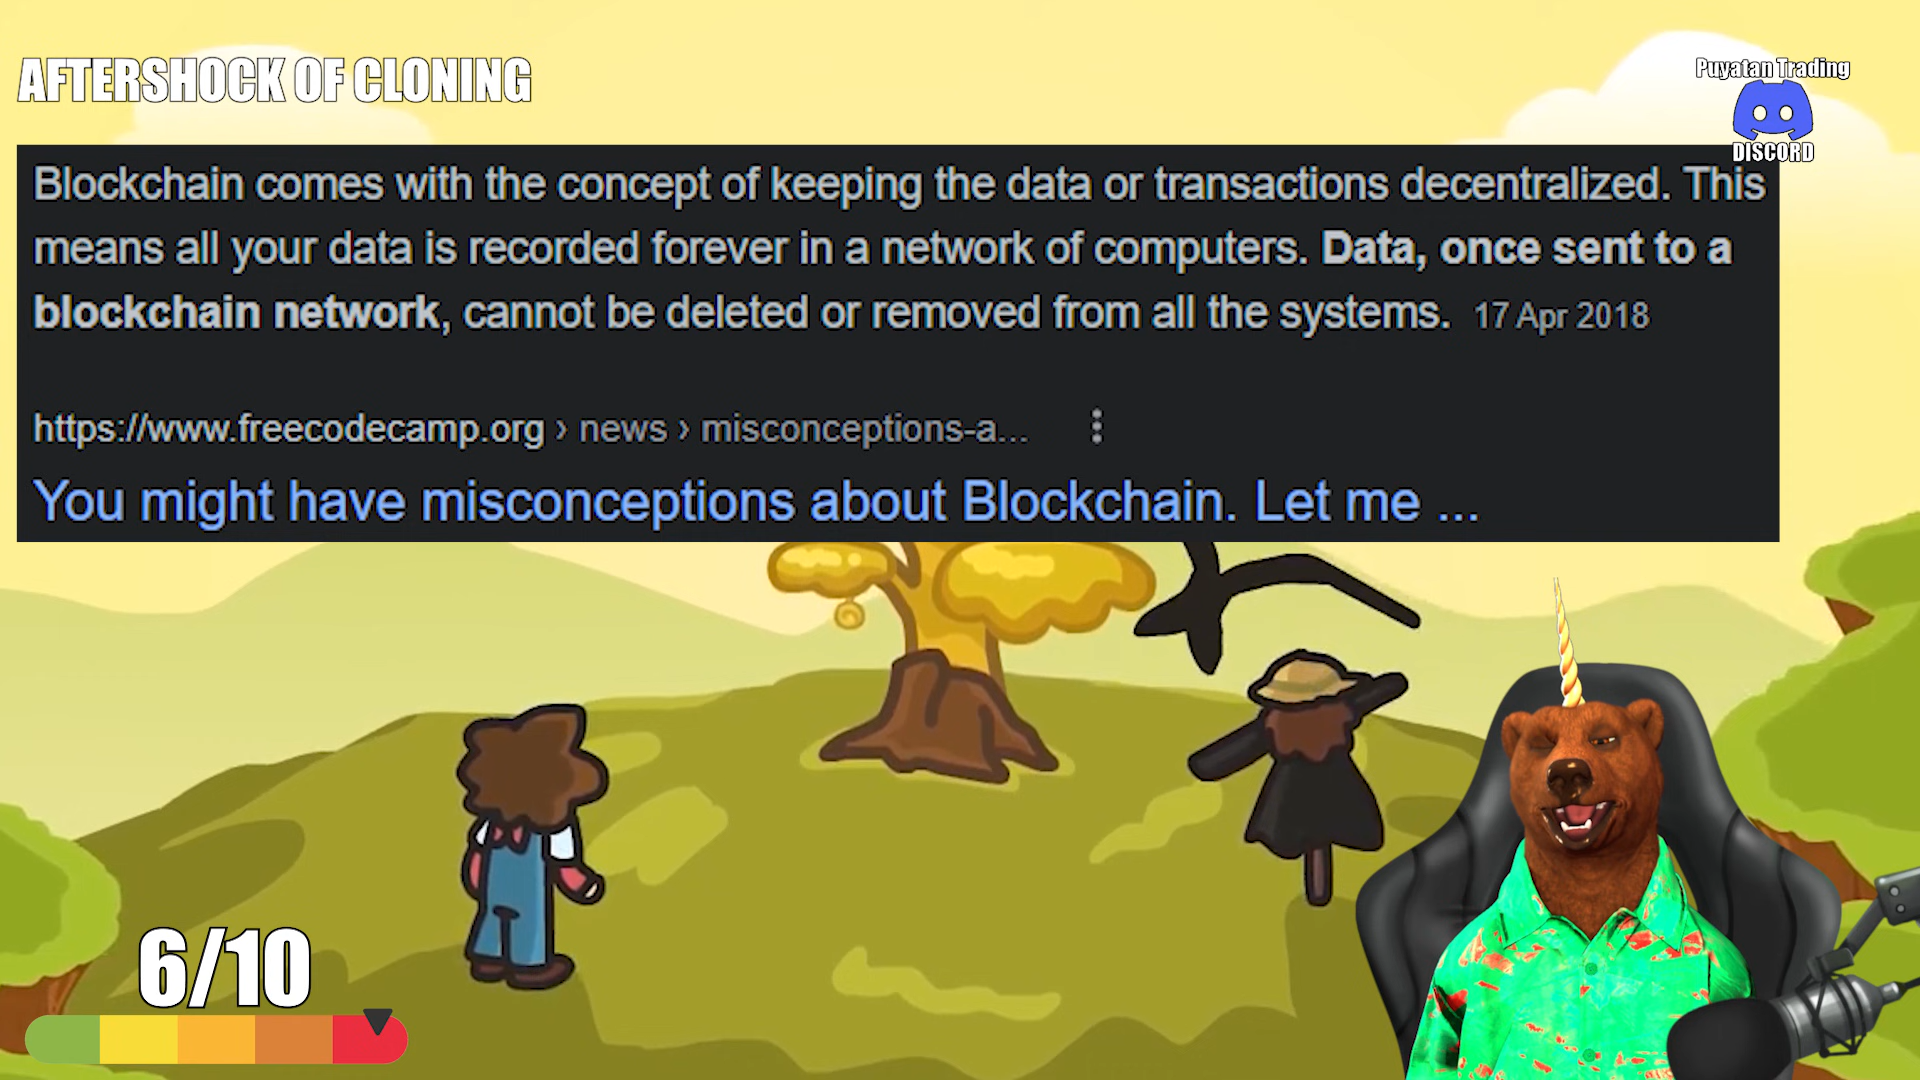 AFTERSHOCK OF CLONING
Puyatan Trading
DISCORD
Blockchain comes with the concept of keeping the data or transactions decentralized. This
means all your data is recorded forever in a network of computers. Data, once sent to a
blockchain network, cannot be deleted or removed from all the systems. 17 Apr 2018
https://www.freecodecamp.org › news › misconceptions-a...
You might have misconceptions about Blockchain. Let me ...
6/10